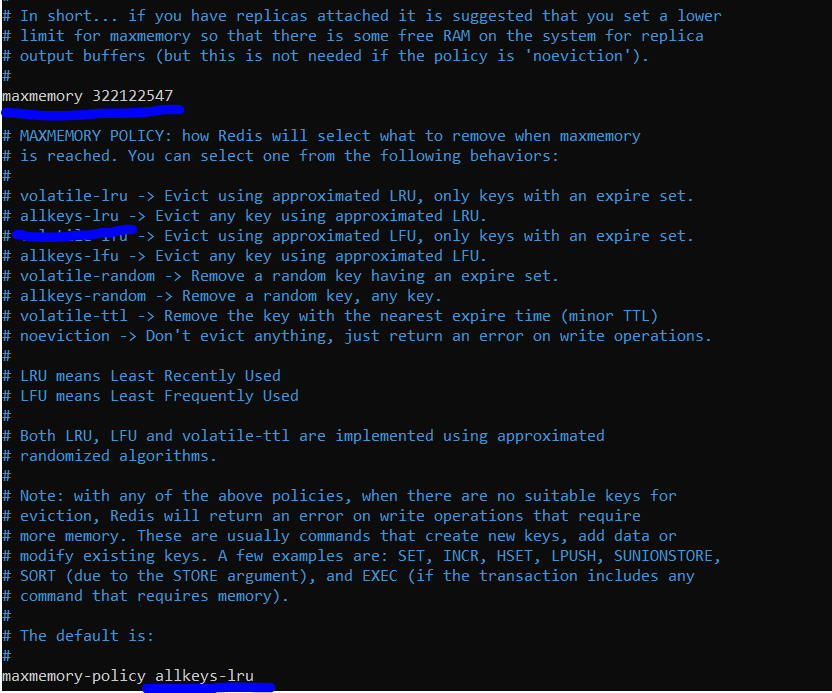 # In short... if you have replicas attached it is suggested that you set a lower
# limit for maxmemory so that there is some free RAM on the system for replica
# output buffers (but this is not needed if the policy is 'noeviction').
#
maxmemory 322122547
# MAXMEMORY POLICY: how Redis will select what to remove when maxmemory
# is reached. You can select one from the following behaviors:
#
# volatile-lru -> Evict using approximated LRU, only keys with an expire set.
# allkeys-lru -> Evict any key using approximated LRU.
# volatile-lfu -> Evict using approximated LFU, only keys with an expire set.
# allkeys-lfu -> Evict any key using approximated LFU.
# volatile-random -> Remove a random key having an expire set.
# allkeys-random -> Remove a random key, any key.
# volatile-ttl -> Remove the key with the nearest expire time (minor TTL)
# noeviction -> Don't evict anything, just return an error on write operations.
#
# LRU means Least Recently Used
# LFU means Least Frequently Used
#
# Both LRU, LFU and volatile-ttl are implemented using approximated
# randomized algorithms.
#
# Note: with any of the above policies, when there are no suitable keys for
# eviction, Redis will return an error on write operations that require
# more memory. These are usually commands that create new keys, add data or
# modify existing keys. A few examples are: SET, INCR, HSET, LPUSH, SUNIONSTORE,
# SORT (due to the STORE argument), and EXEC (if the transaction includes any
# command that requires memory).
#
# The default is:
#
maxmemory-policy allkeys-lru